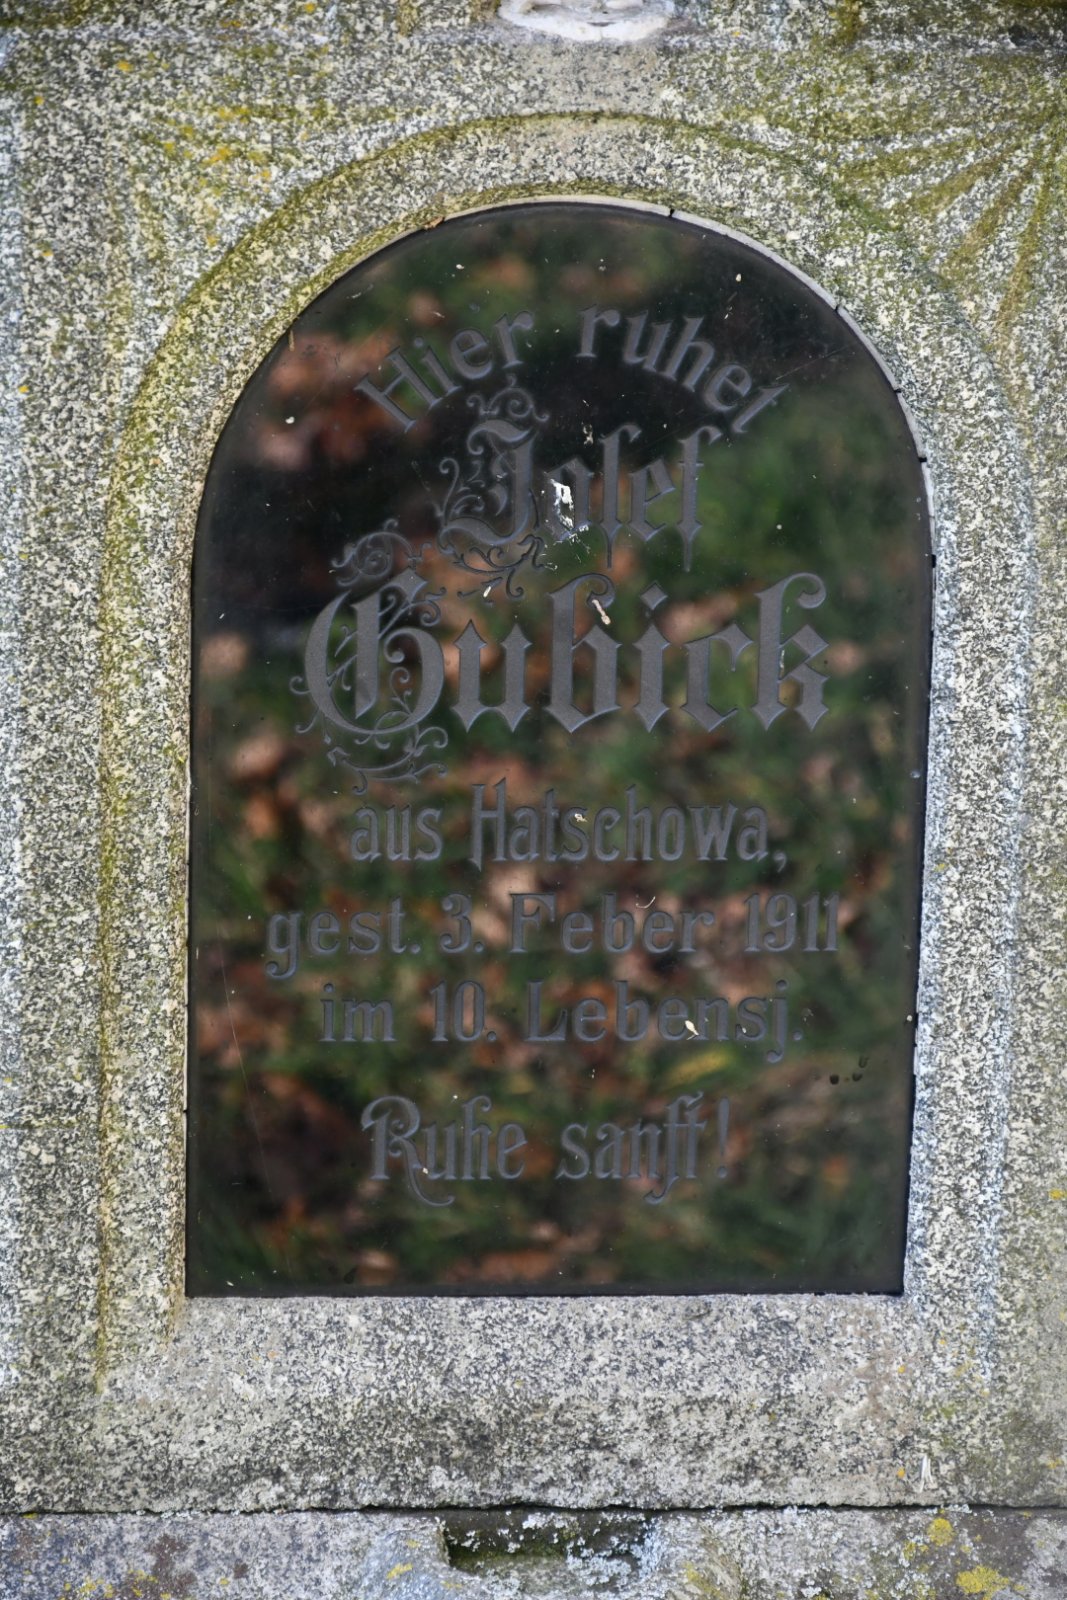 Hier ruhet
Josef
Gubick
aus Hatschowa,
gest. 3. Feber 1911
im 10. Lebensj.
Ruhe sanft!